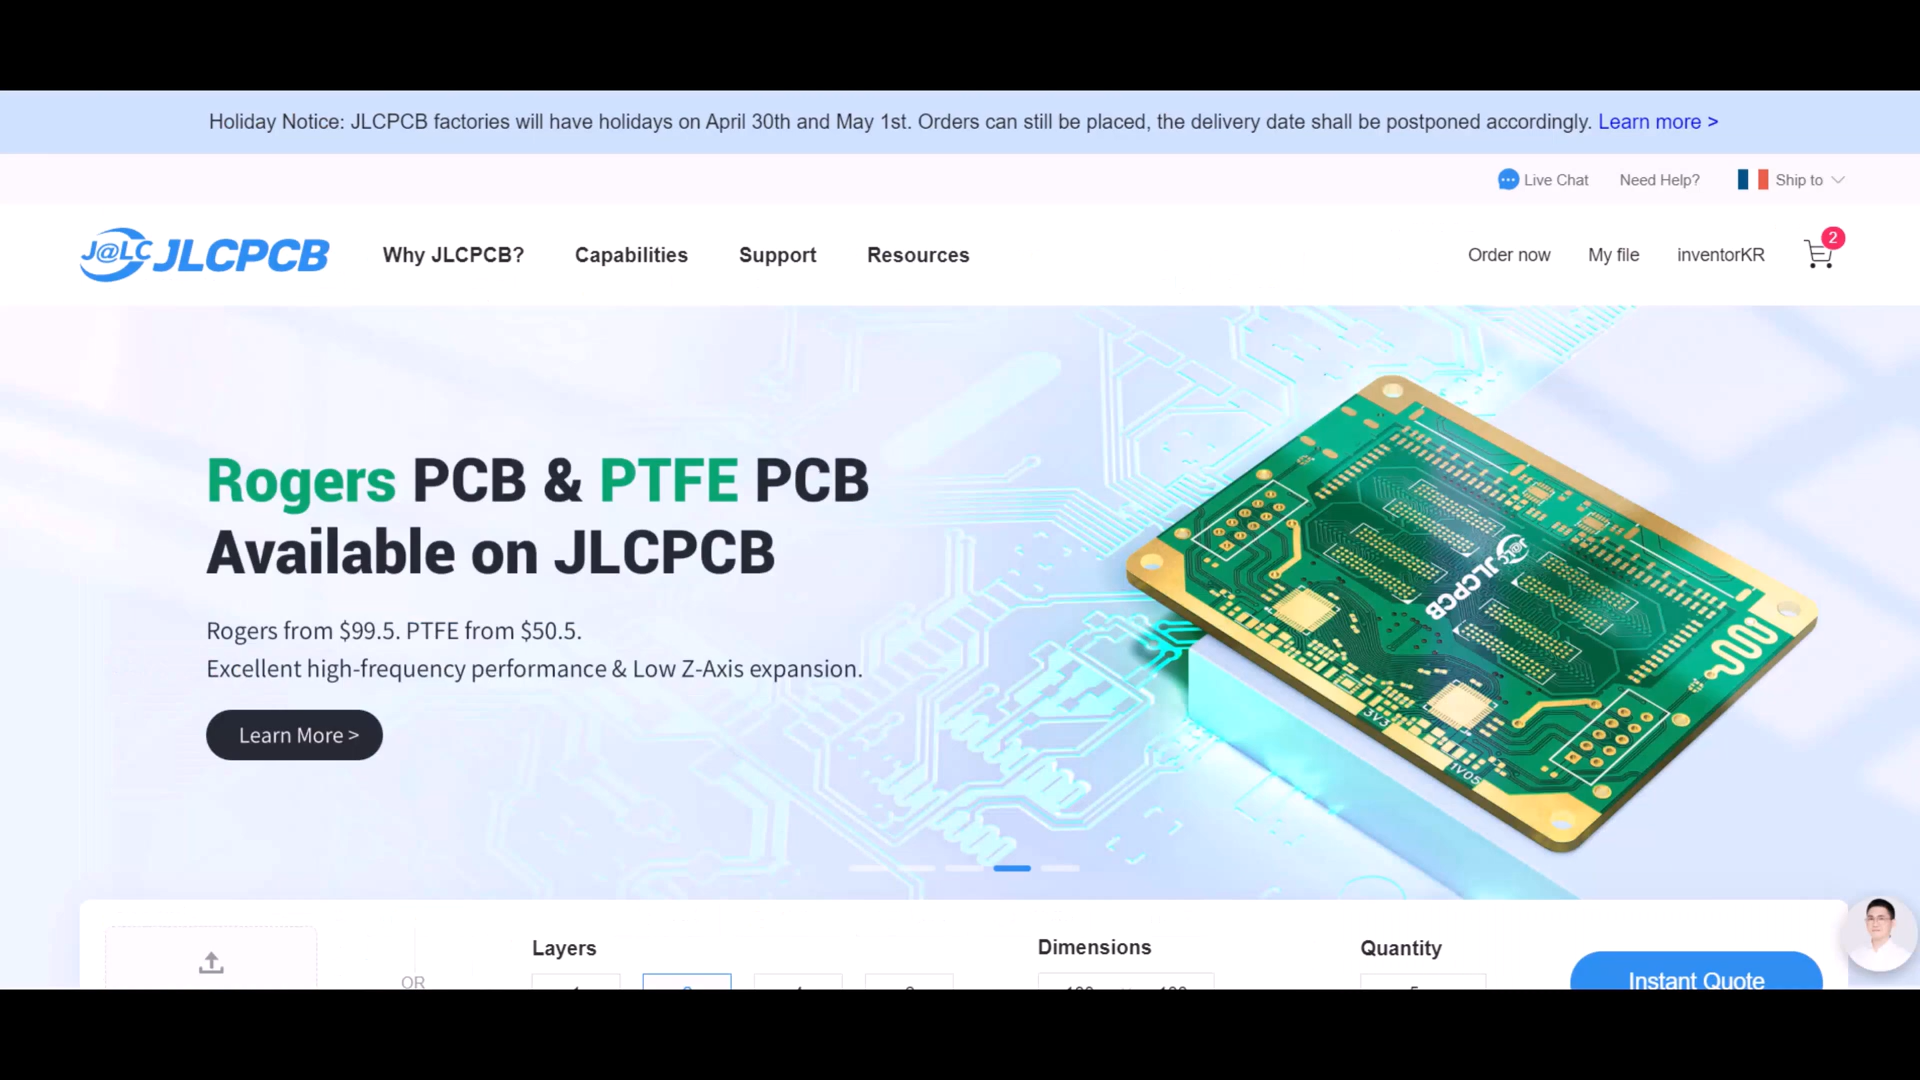 Holiday Notice: JLCPCB factories will have holidays on April 30th and May 1st. Orders can still be placed, the delivery date shall be postponed accordingly. Learn more >
Live Chat Need Help? Ship to
J@LC JLCPCB Why JLCPCB? Capabilities Support Resources Order now My file inventorKR 2
Rogers PCB & PTFE PCB
Available on JLCPCB
Rogers from $99.5. PTFE from $50.5.
Excellent high-frequency performance & Low Z-Axis expansion.
Learn More >
J@LC JLCPCB
3V3
1V05
Layers Dimensions Quantity
OR
Instant Quote